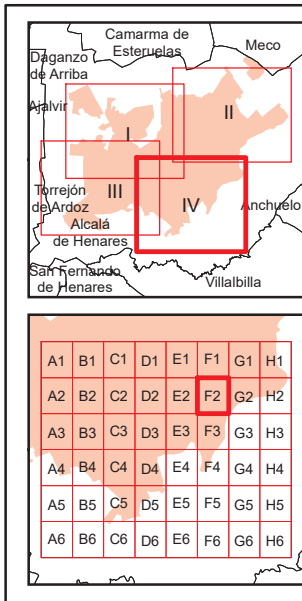 Camarma de
Esteruelas
Meco
Daganzo
de Arriba
Ajalvir
II
I
Torrejón
de Ardoz
III
IV
Anchuelo
Alcalá
de Henares
San Fernando
de Henares
Villalbilla
A1 B1 C1 D1 E1 F1 G1 H1
A2 B2 C2 D2 E2 F2 G2 H2
A3 B3 C3 D3 E3 F3 G3 H3
A4 B4 C4 D4 E4 F4 G4 H4
A5 B5 C5 D5 E5 F5 G5 H5
A6 B6 C6 D6 E6 F6 G6 H6